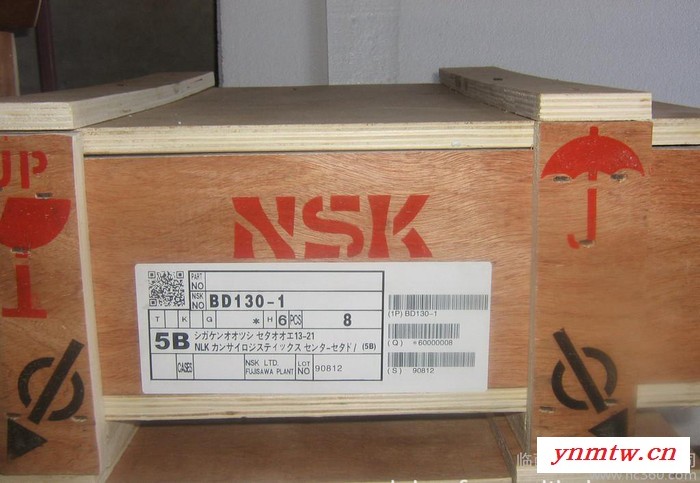 UP
NSK
PART NO
NSK NO BD130-1
T K G * H 6 PCS 8
5B シガケンオオツシ セタオオエ13-21
NLK カンサイロジスティックス センターセタド/ (5B)
CASES NSK LTD. FUJISAWA PLANT LOT NO 90812
(1P) BD130-1
(Q) =60000008
(S) 90812
ynmtw.cn